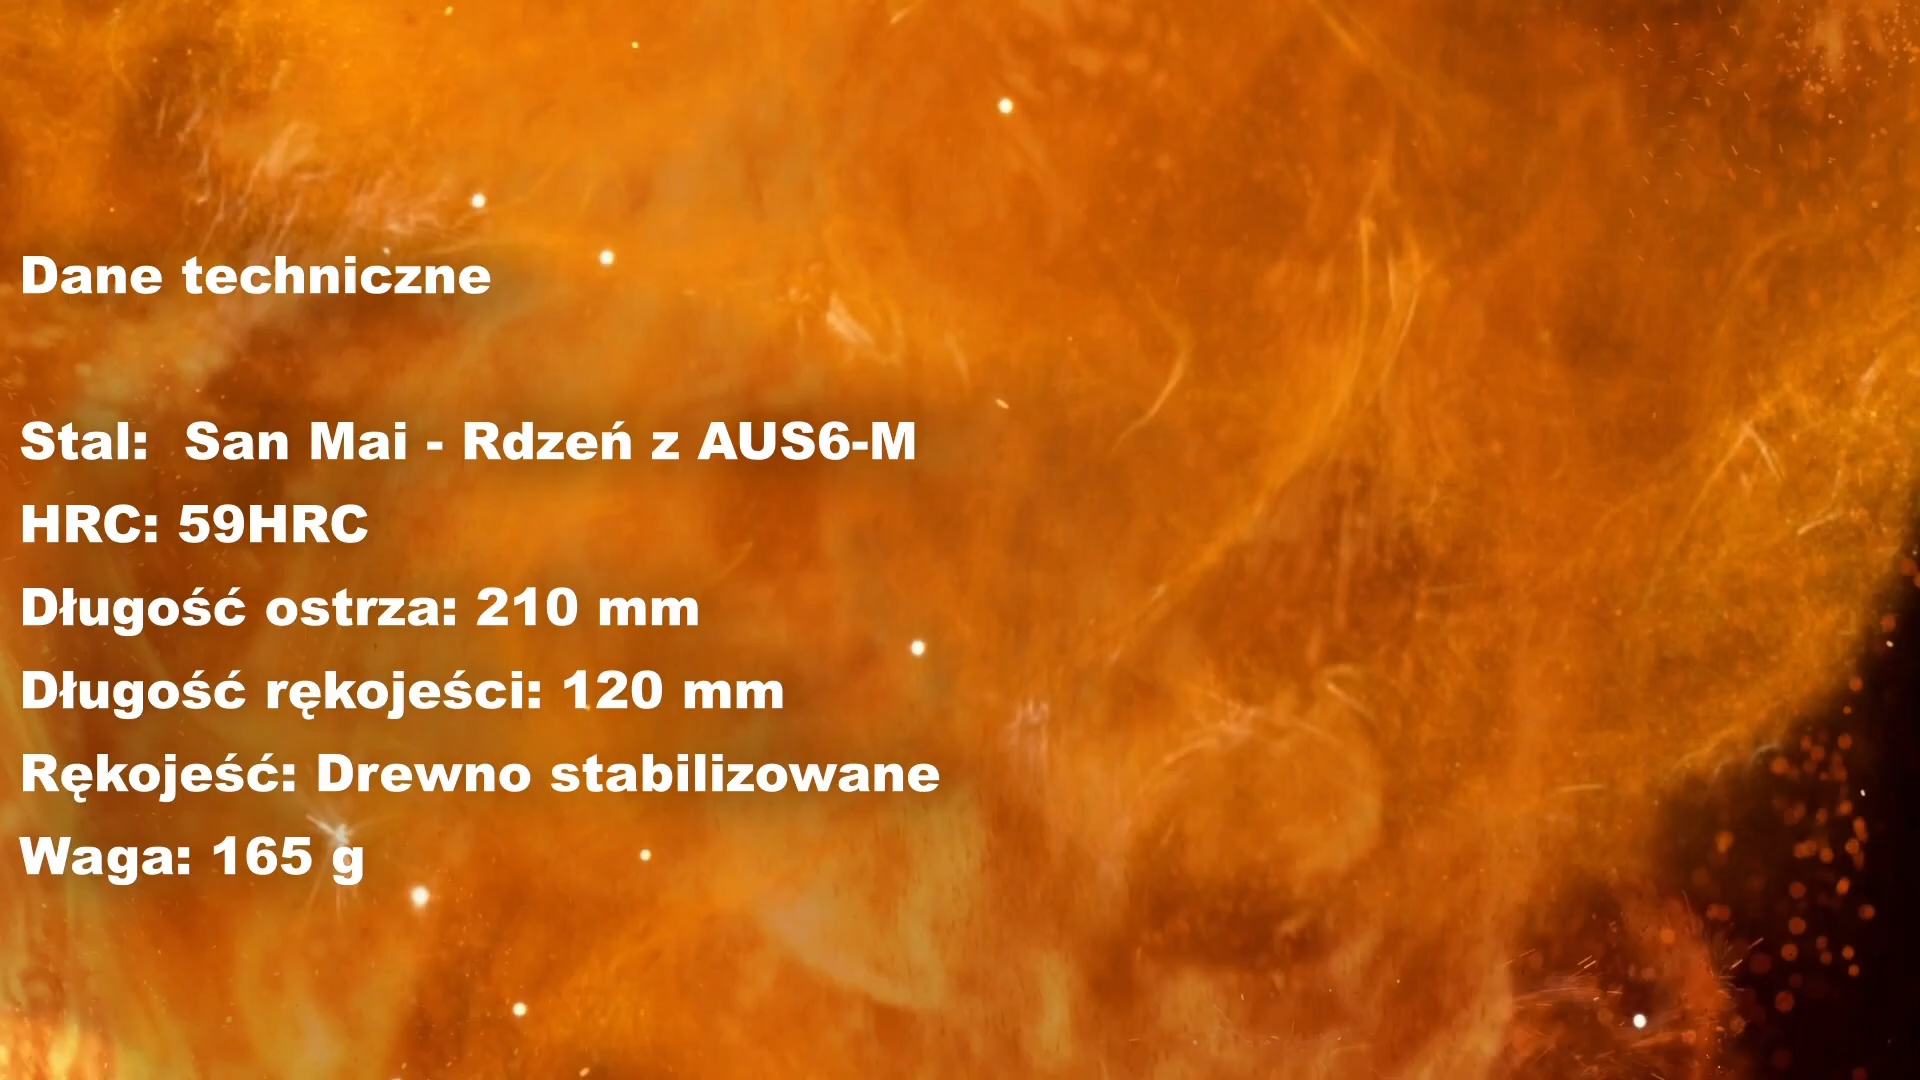 Dane techniczne
Stal:  San Mai - Rdzeń z AUS6-M
HRC: 59HRC
Długość ostrza: 210 mm
Długość rękojeści: 120 mm
Rękojeść: Drewno stabilizowane
Waga: 165 g